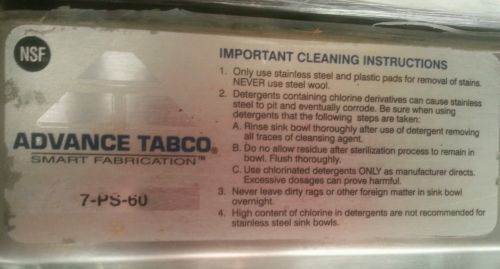 NSF
ADVANCE TABCO®
SMART FABRICATION™
7-PS-60
IMPORTANT CLEANING INSTRUCTIONS
1. Only use stainless steel and plastic pads for removal of stains.
NEVER use steel wool.
2. Detergents containing chlorine derivatives can cause stainless
steel to pit and eventually corrode. Be sure when using
detergents that the following steps are taken:
A. Rinse sink bowl thoroughly after use of detergent removing
all traces of cleansing agent.
B. Do no allow residue after sterilization process to remain in
bowl. Flush thoroughly.
C. Use chlorinated detergents ONLY as manufacturer directs.
Excessive dosages can prove harmful.
3. Never leave dirty rags or other foreign matter in sink bowl
overnight.
4. High content of chlorine in detergents are not recommended for
stainless steel sink bowls.